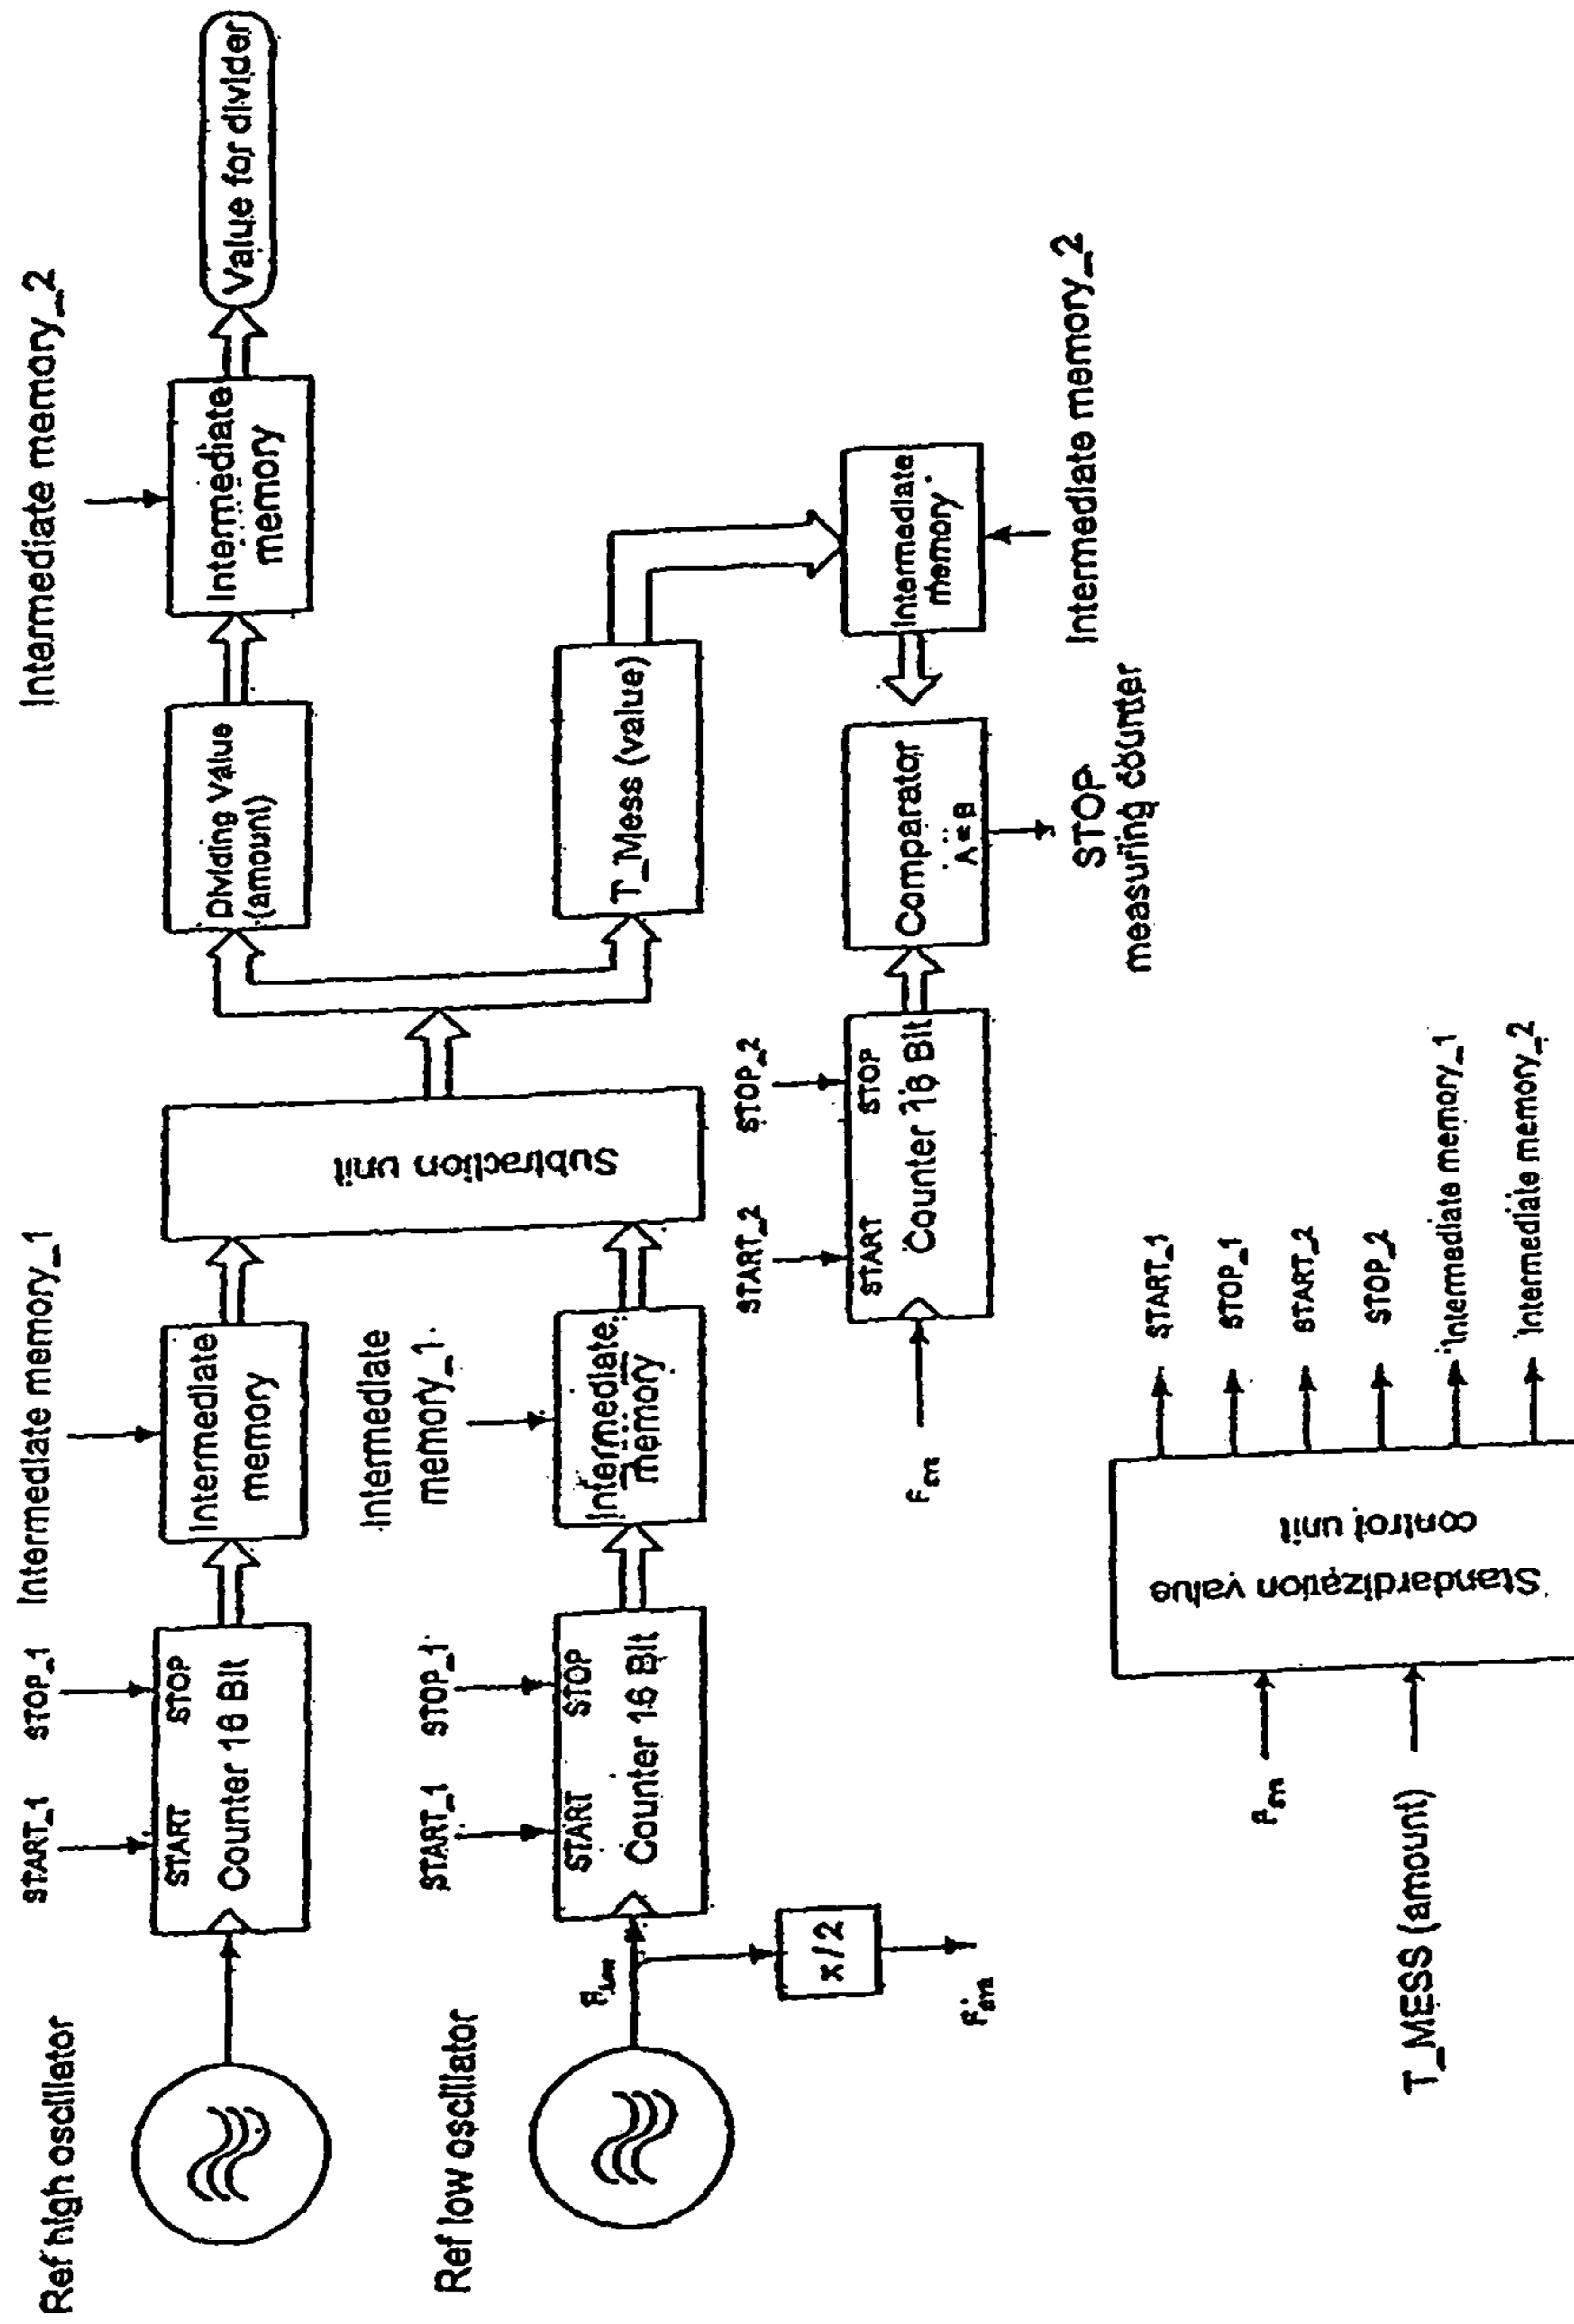 Ref high oscillator
START_1
STOP_1
Intermediate memory_1
Intermediate memory_2
START
STOP
Counter 16 Bit
Intermediate
memory
Dividing value
(amount)
Intermediate
memory
Value for divider
Subtraction unit
Ref low oscillator
START_1
STOP_1
Intermediate
memory_1
START
STOP
Counter 16 Bit
Intermediate
memory
T_Mess (value)
x/2
START_2
STOP_2
START
STOP
Counter 16 Bit
Comparator
A = B
Intermediate
memory
STOP
measuring counter
Intermediate memory_2
T_MESS (amount)
Standardization value
control unit
START_1
STOP_1
START_2
STOP_2
Intermediate memory_1
Intermediate memory_2